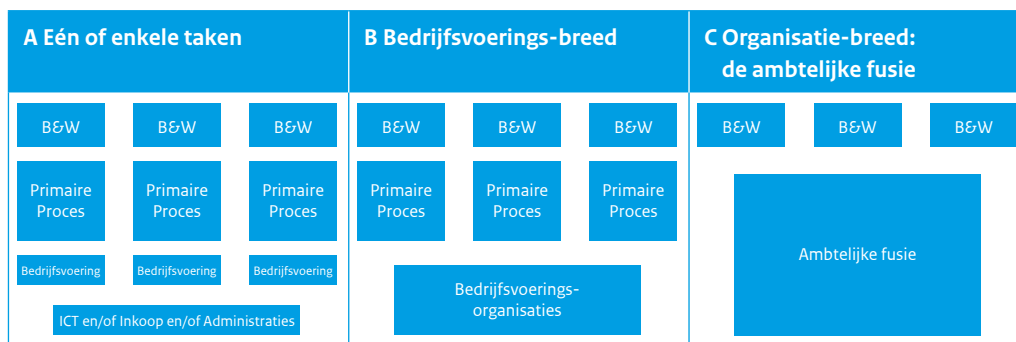 A Eén of enkele taken
B Bedrijfsvoerings-breed
C Organisatie-breed:
de ambtelijke fusie
B&W
B&W
B&W
B&W
B&W
B&W
B&W
B&W
B&W
Primaire
Proces
Primaire
Proces
Primaire
Proces
Primaire
Proces
Primaire
Proces
Primaire
Proces
Ambtelijke fusie
Bedrijfsvoering
Bedrijfsvoering
Bedrijfsvoering
Bedrijfsvoerings-
organisaties
ICT en/of Inkoop en/of Administraties